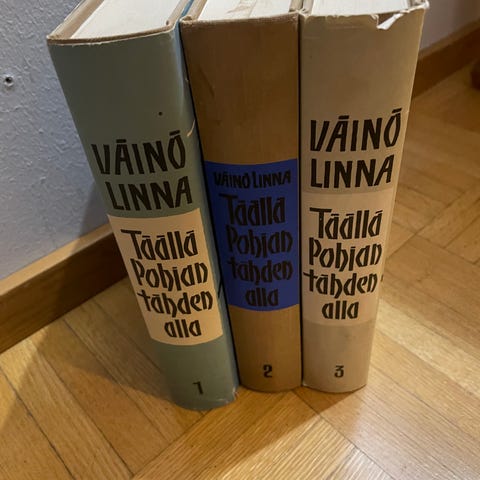 VÄINÖ
LINNA
Täällä
Pohjan
tähden
alla
1
VÄINÖ LINNA
Täällä
Pohjan
tähden
alla
2
VÄINÖ
LINNA
Täällä
Pohjan
tähden
alla
3